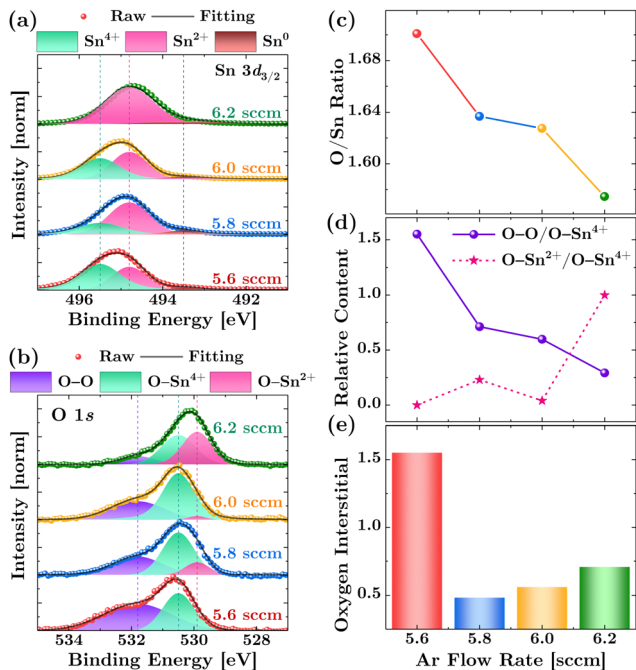 (a)
Raw Fitting
Sn⁴⁺ Sn²⁺ Sn⁰
Sn 3d₃/₂
6.2 sccm
6.0 sccm
5.8 sccm
5.6 sccm
Intensity [norm]
496 494 492
Binding Energy [eV]
(b)
Raw Fitting
O–O O–Sn⁴⁺ O–Sn²⁺
O 1s
6.2 sccm
6.0 sccm
5.8 sccm
5.6 sccm
Intensity [norm]
534 532 530 528
Binding Energy [eV]
(c)
O/Sn Ratio
1.68
1.64
1.60
(d)
O–O/O–Sn⁴⁺
O–Sn²⁺/O–Sn⁴⁺
Relative Content
1.5
1.0
0.5
0.0
(e)
Oxygen Interstitial
1.5
1.0
0.5
5.6 5.8 6.0 6.2
Ar Flow Rate [sccm]